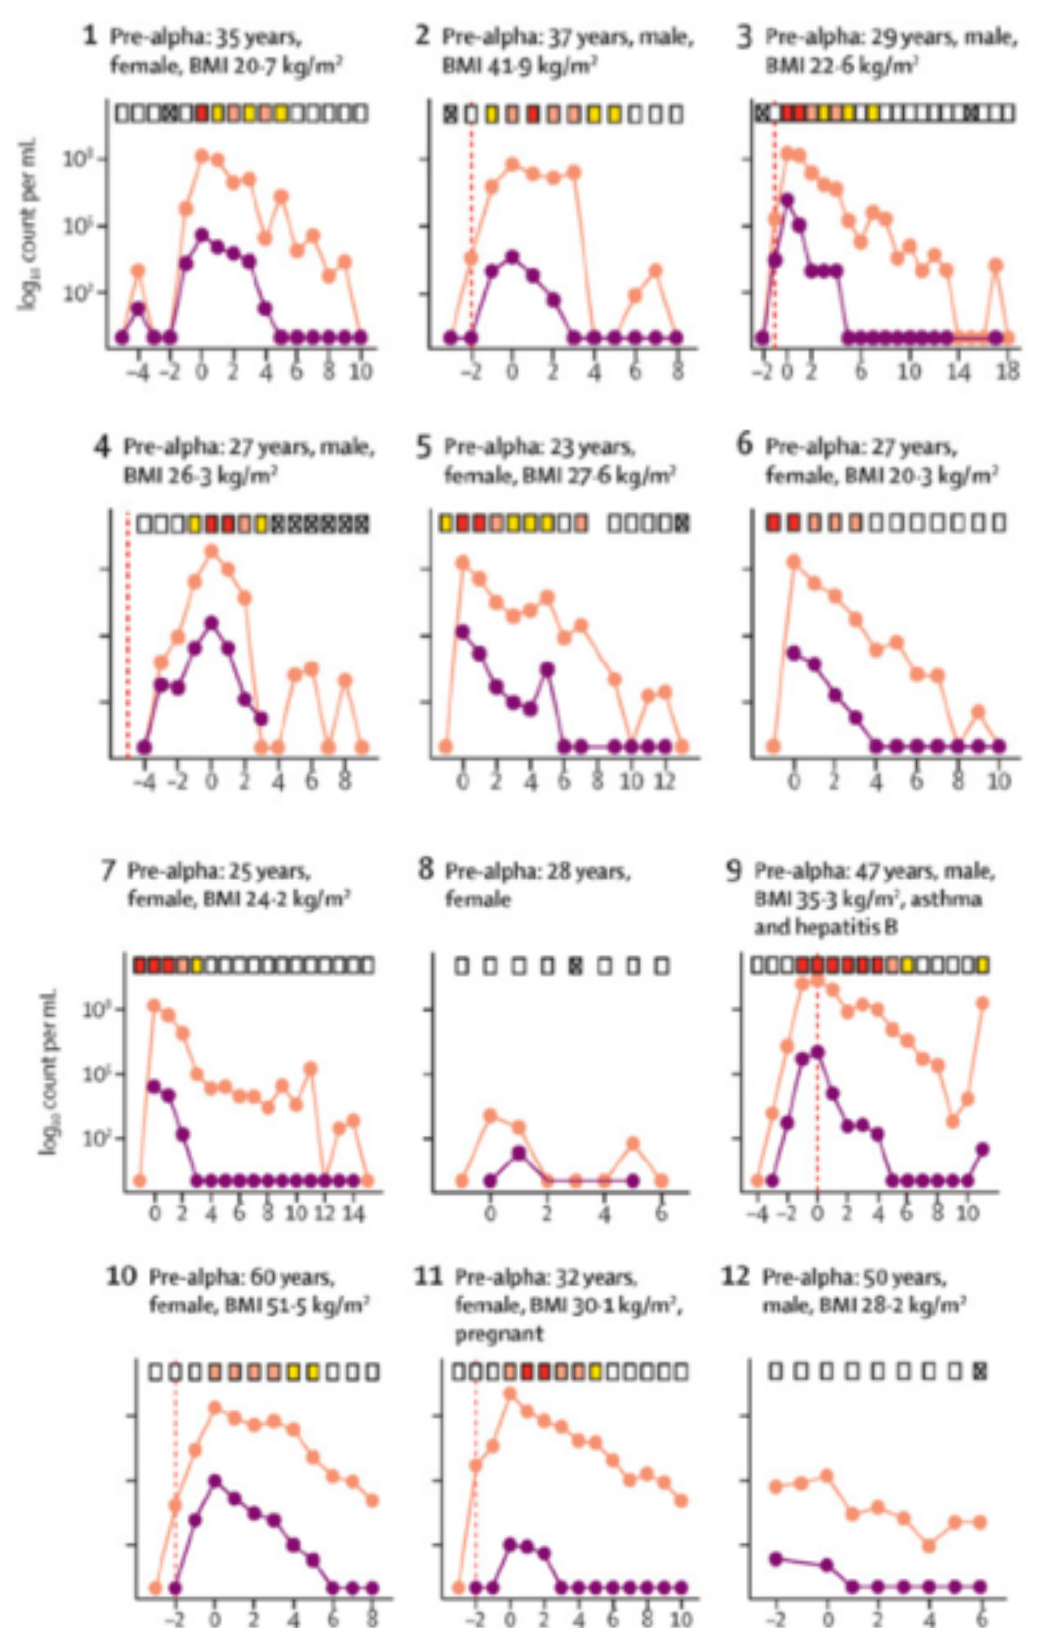 1 Pre-alpha: 35 years,
female, BMI 20·7 kg/m²
2 Pre-alpha: 37 years, male,
BMI 41·9 kg/m²
3 Pre-alpha: 29 years, male,
BMI 22·6 kg/m²
log₁₀ count per mL
10⁸
10⁵
10²
−4 −2 0 2 4 6 8 10
−2 0 2 4 6 8
−2 0 2 6 10 14 18
4 Pre-alpha: 27 years, male,
BMI 26·3 kg/m²
5 Pre-alpha: 23 years,
female, BMI 27·6 kg/m²
6 Pre-alpha: 27 years,
female, BMI 20·3 kg/m²
−4 −2 0 2 4 6 8
0 2 4 6 8 10 12
0 2 4 6 8 10
7 Pre-alpha: 25 years,
female, BMI 24·2 kg/m²
8 Pre-alpha: 28 years,
female
9 Pre-alpha: 47 years, male,
BMI 35·3 kg/m², asthma
and hepatitis B
log₁₀ count per mL
10⁸
10⁵
10²
0 2 4 6 8 10 12 14
0 2 4 6
−4 −2 0 2 4 6 8 10
10 Pre-alpha: 60 years,
female, BMI 51·5 kg/m²
11 Pre-alpha: 32 years,
female, BMI 30·1 kg/m²,
pregnant
12 Pre-alpha: 50 years,
male, BMI 28·2 kg/m²
−2 0 2 4 6 8
−2 0 2 4 6 8 10
−2 0 2 4 6